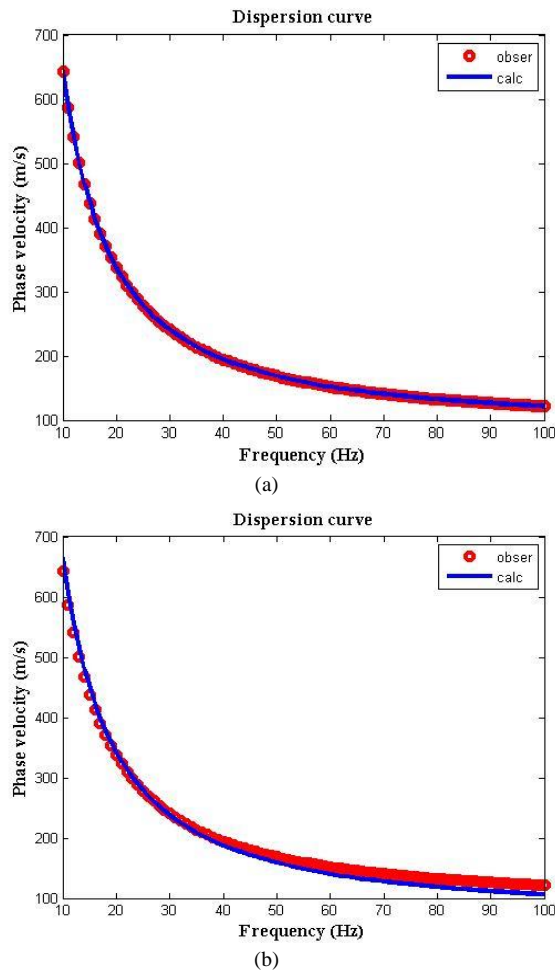 Dispersion curve
700
600
500
400
300
200
100
Phase velocity (m/s)
obser
calc
10 20 30 40 50 60 70 80 90 100
Frequency (Hz)
(a)
Dispersion curve
700
600
500
400
300
200
100
Phase velocity (m/s)
obser
calc
10 20 30 40 50 60 70 80 90 100
Frequency (Hz)
(b)